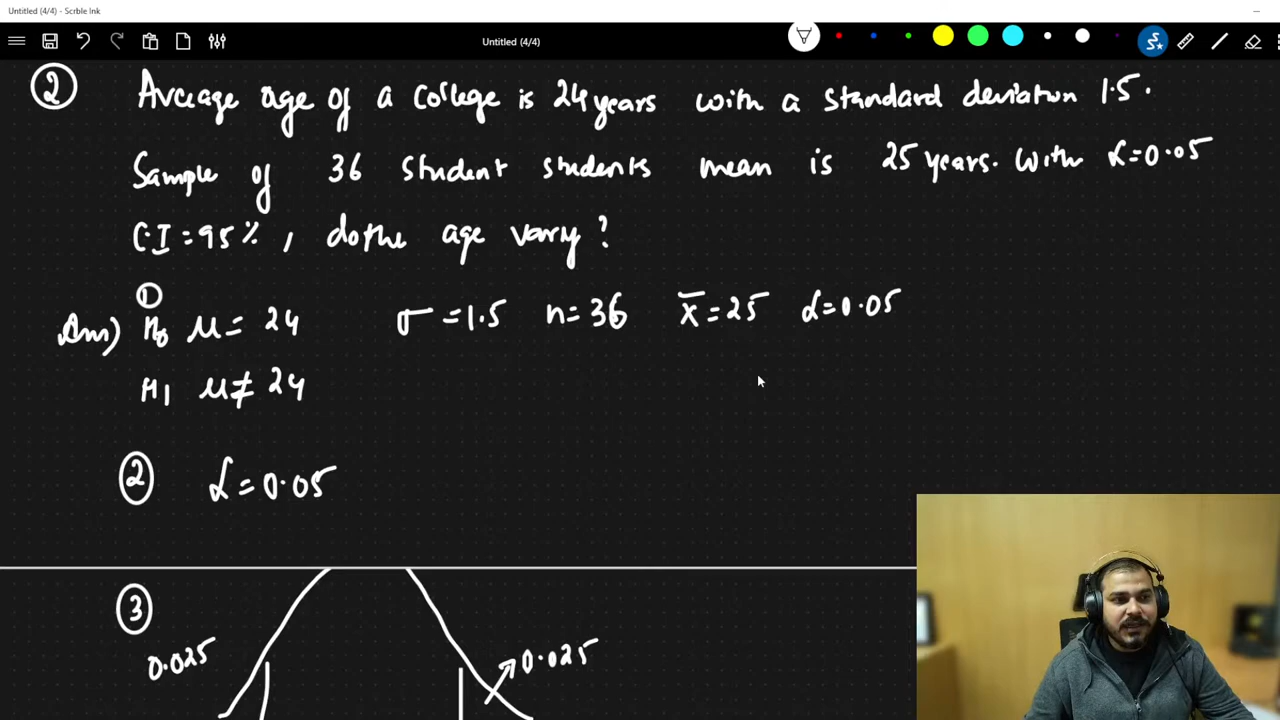 Untitled (4/4) - Scrble Ink
Untitled (4/4)
② Average age of a college is 24 years with a standard deviation 1.5.
Sample of 36 student students mean is 25 years. With α=0.05
C.I=95%, do the age vary?
①
Ans) H0 μ= 24 σ=1.5 n=36 x̄=25 α=0.05
H1 μ≠24
② α=0.05
③
0.025 0.025